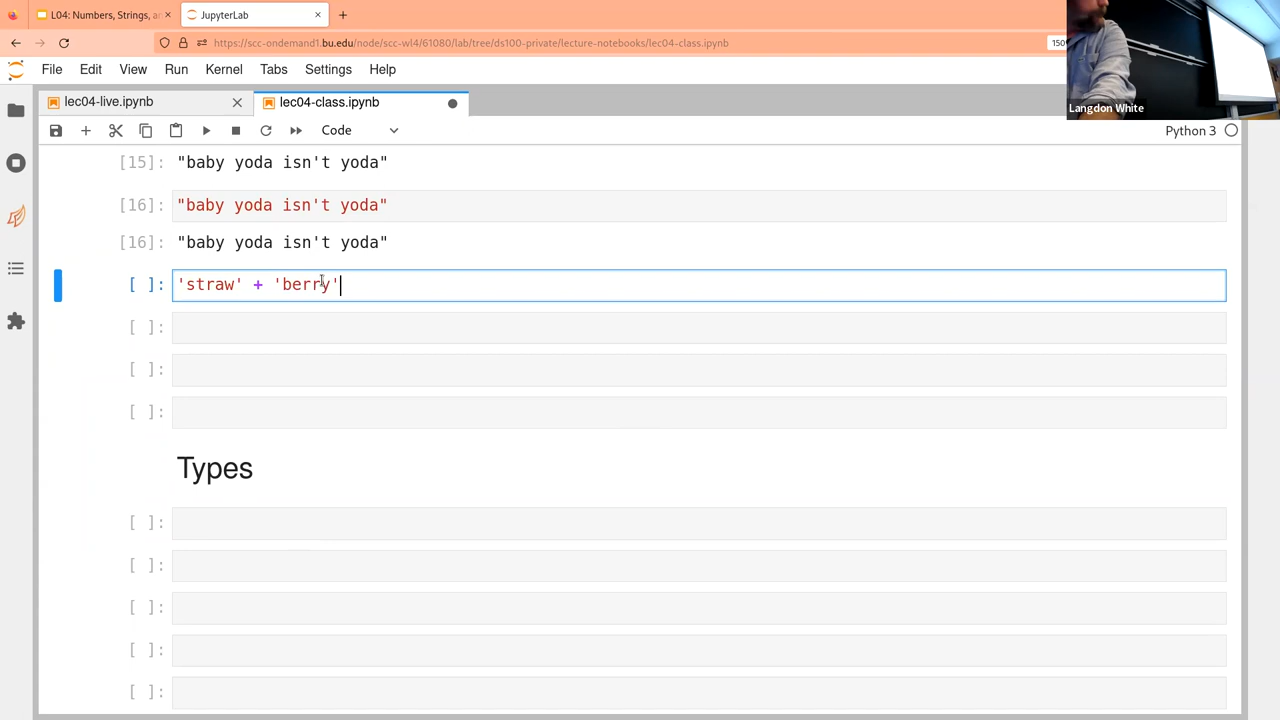 L04: Numbers, Strings, a
JupyterLab
https://scc-ondemand1.bu.edu/node/scc-wl4/61080/lab/tree/ds100-private/lecture-notebooks/lec04-class.ipynb
150
File Edit View Run Kernel Tabs Settings Help
Langdon White
lec04-live.ipynb
lec04-class.ipynb
Code
Python 3
[15]: "baby yoda isn't yoda"
[16]: "baby yoda isn't yoda"
[16]: "baby yoda isn't yoda"
[ ]: 'straw' + 'berry'
[ ]:
[ ]:
[ ]:
Types
[ ]:
[ ]:
[ ]:
[ ]:
[ ]: